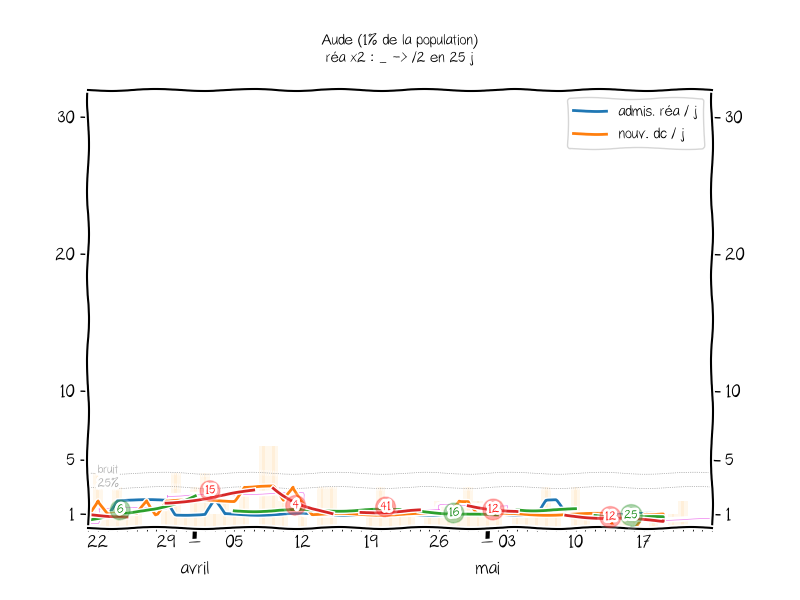 Aude (1% de la population)
réa x2 : _ -> /2 en 25 j
admis. réa / j
nouv. dc / j
30 30
20 20
10 10
5 5
bruit
25%
1 1
6 15 4 41 16 12 12 25
22 29 05 12 19 26 03 10 17
avril mai